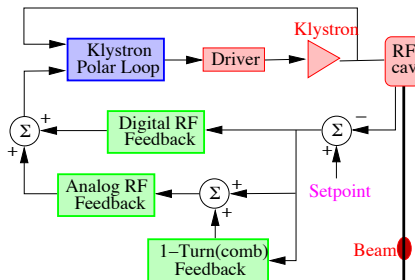 Klystron
RF
cav
Klystron
Polar Loop
Driver
Σ
+
+
Digital RF
Feedback
Σ
−
+
Analog RF
Feedback
Σ
+
+
Setpoint
1−Turn(comb)
Feedback
Beam